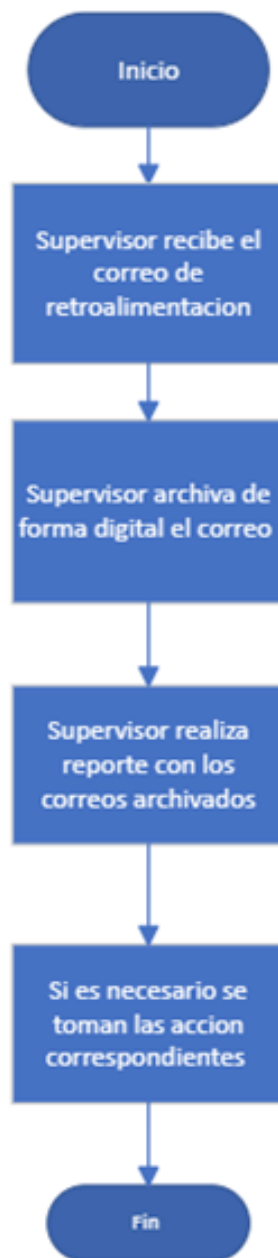 Inicio
Supervisor recibe el
correo de
retroalimentacion
Supervisor archiva de
forma digital el correo
Supervisor realiza
reporte con los
correos archivados
Si es necesario se
toman las accion
correspondientes
Fin